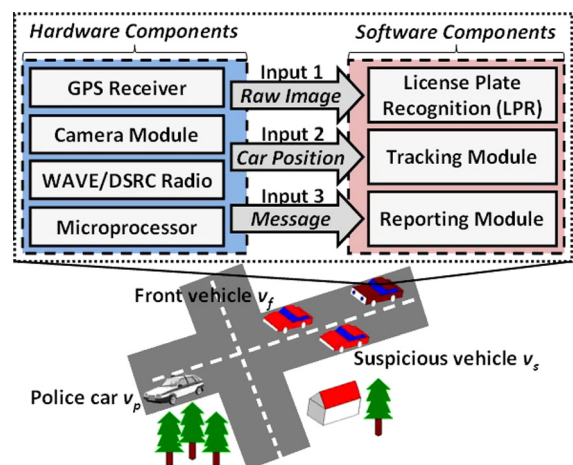 Hardware Components
Software Components
GPS Receiver
Camera Module
WAVE/DSRC Radio
Microprocessor
Input 1
Raw Image
Input 2
Car Position
Input 3
Message
License Plate
Recognition (LPR)
Tracking Module
Reporting Module
Front vehicle v_f
Suspicious vehicle v_s
Police car v_p